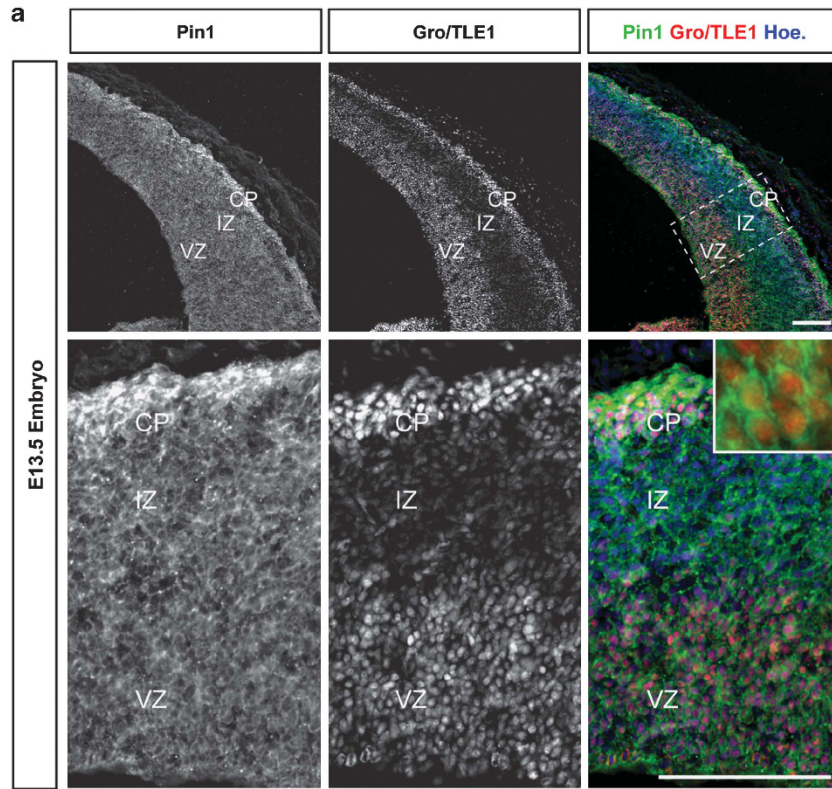 a
Pin1
Gro/TLE1
Pin1 Gro/TLE1 Hoe.
E13.5 Embryo
CP
IZ
VZ
CP
IZ
VZ
CP
IZ
VZ
CP
IZ
VZ
CP
IZ
VZ
CP
IZ
VZ